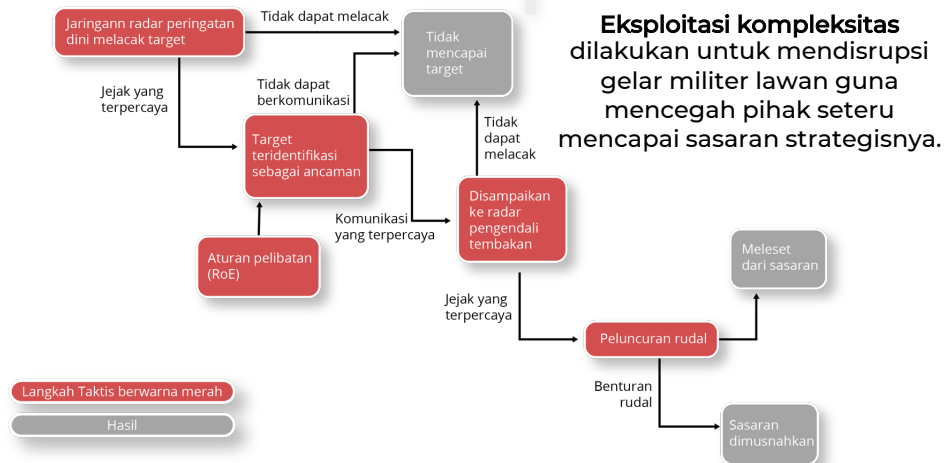 Jaringann radar peringatan
dini melacak target
Tidak dapat melacak
Tidak
mencapai
target
Eksploitasi kompleksitas
dilakukan untuk mendisrupsi
gelar militer lawan guna
mencegah pihak seteru
mencapai sasaran strategisnya.
Jejak yang
terpercaya
Tidak dapat
berkomunikasi
Target
teridentifikasi
sebagai ancaman
Tidak
dapat
melacak
Komunikasi
yang terpercaya
Disampaikan
ke radar
pengendali
tembakan
Aturan pelibatan
(RoE)
Meleset
dari sasaran
Jejak yang
terpercaya
Peluncuran rudal
Benturan
rudal
Sasaran
dimusnahkan
Langkah Taktis berwarna merah
Hasil